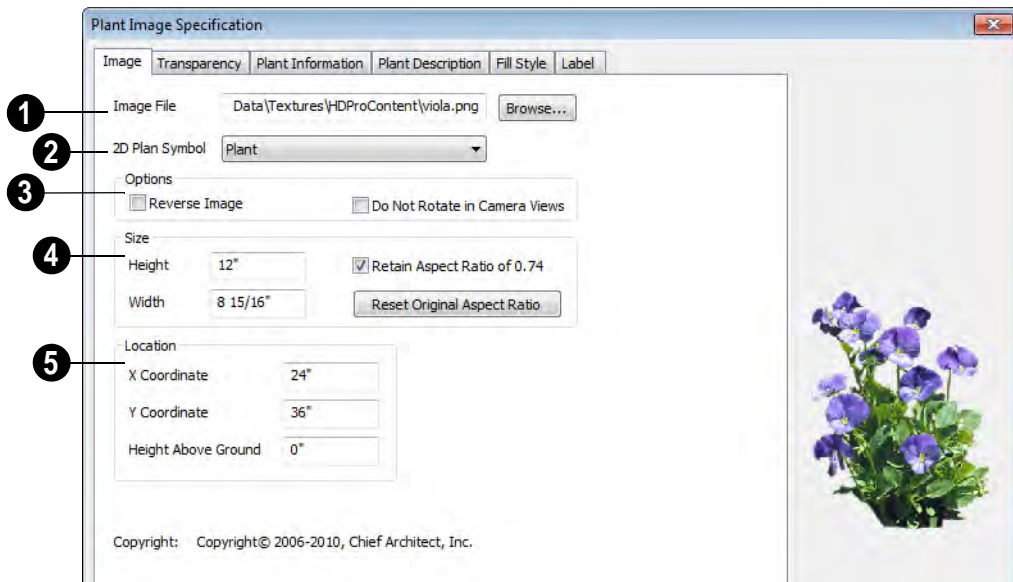 Plant Image Specification
Image Transparency Plant Information Plant Description Fill Style Label
1 Image File Data\Textures\HDProContent\viola.png Browse...
2 2D Plan Symbol Plant
Options
3 Reverse Image Do Not Rotate in Camera Views
Size
4 Height 12" Retain Aspect Ratio of 0.74
Width 8 15/16" Reset Original Aspect Ratio
Location
5 X Coordinate 24"
Y Coordinate 36"
Height Above Ground 0"
Copyright: Copyright© 2006-2010, Chief Architect, Inc.